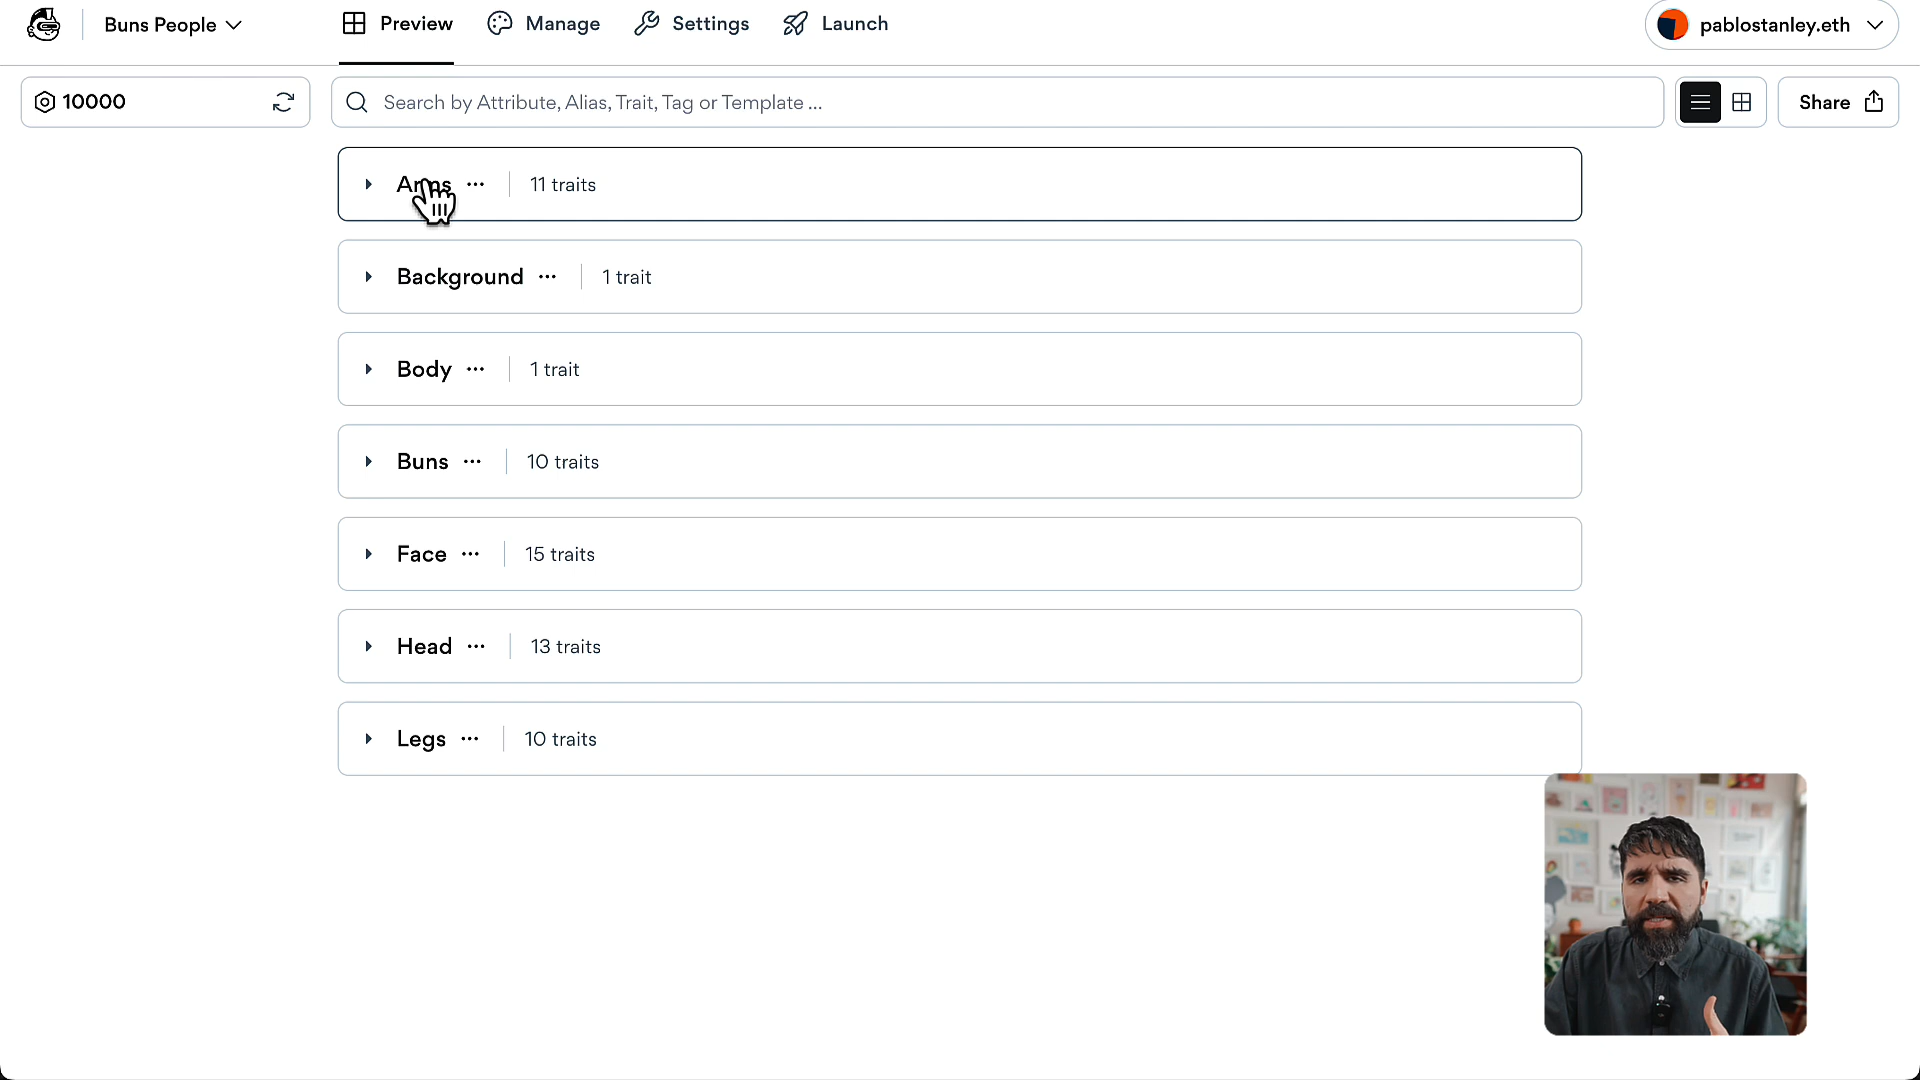 Buns People
Preview
Manage
Settings
Launch
pablostanley.eth
10000
Search by Attribute, Alias, Trait, Tag or Template ...
Share
Arms ... 11 traits
Background ... 1 trait
Body ... 1 trait
Buns ... 10 traits
Face ... 15 traits
Head ... 13 traits
Legs ... 10 traits